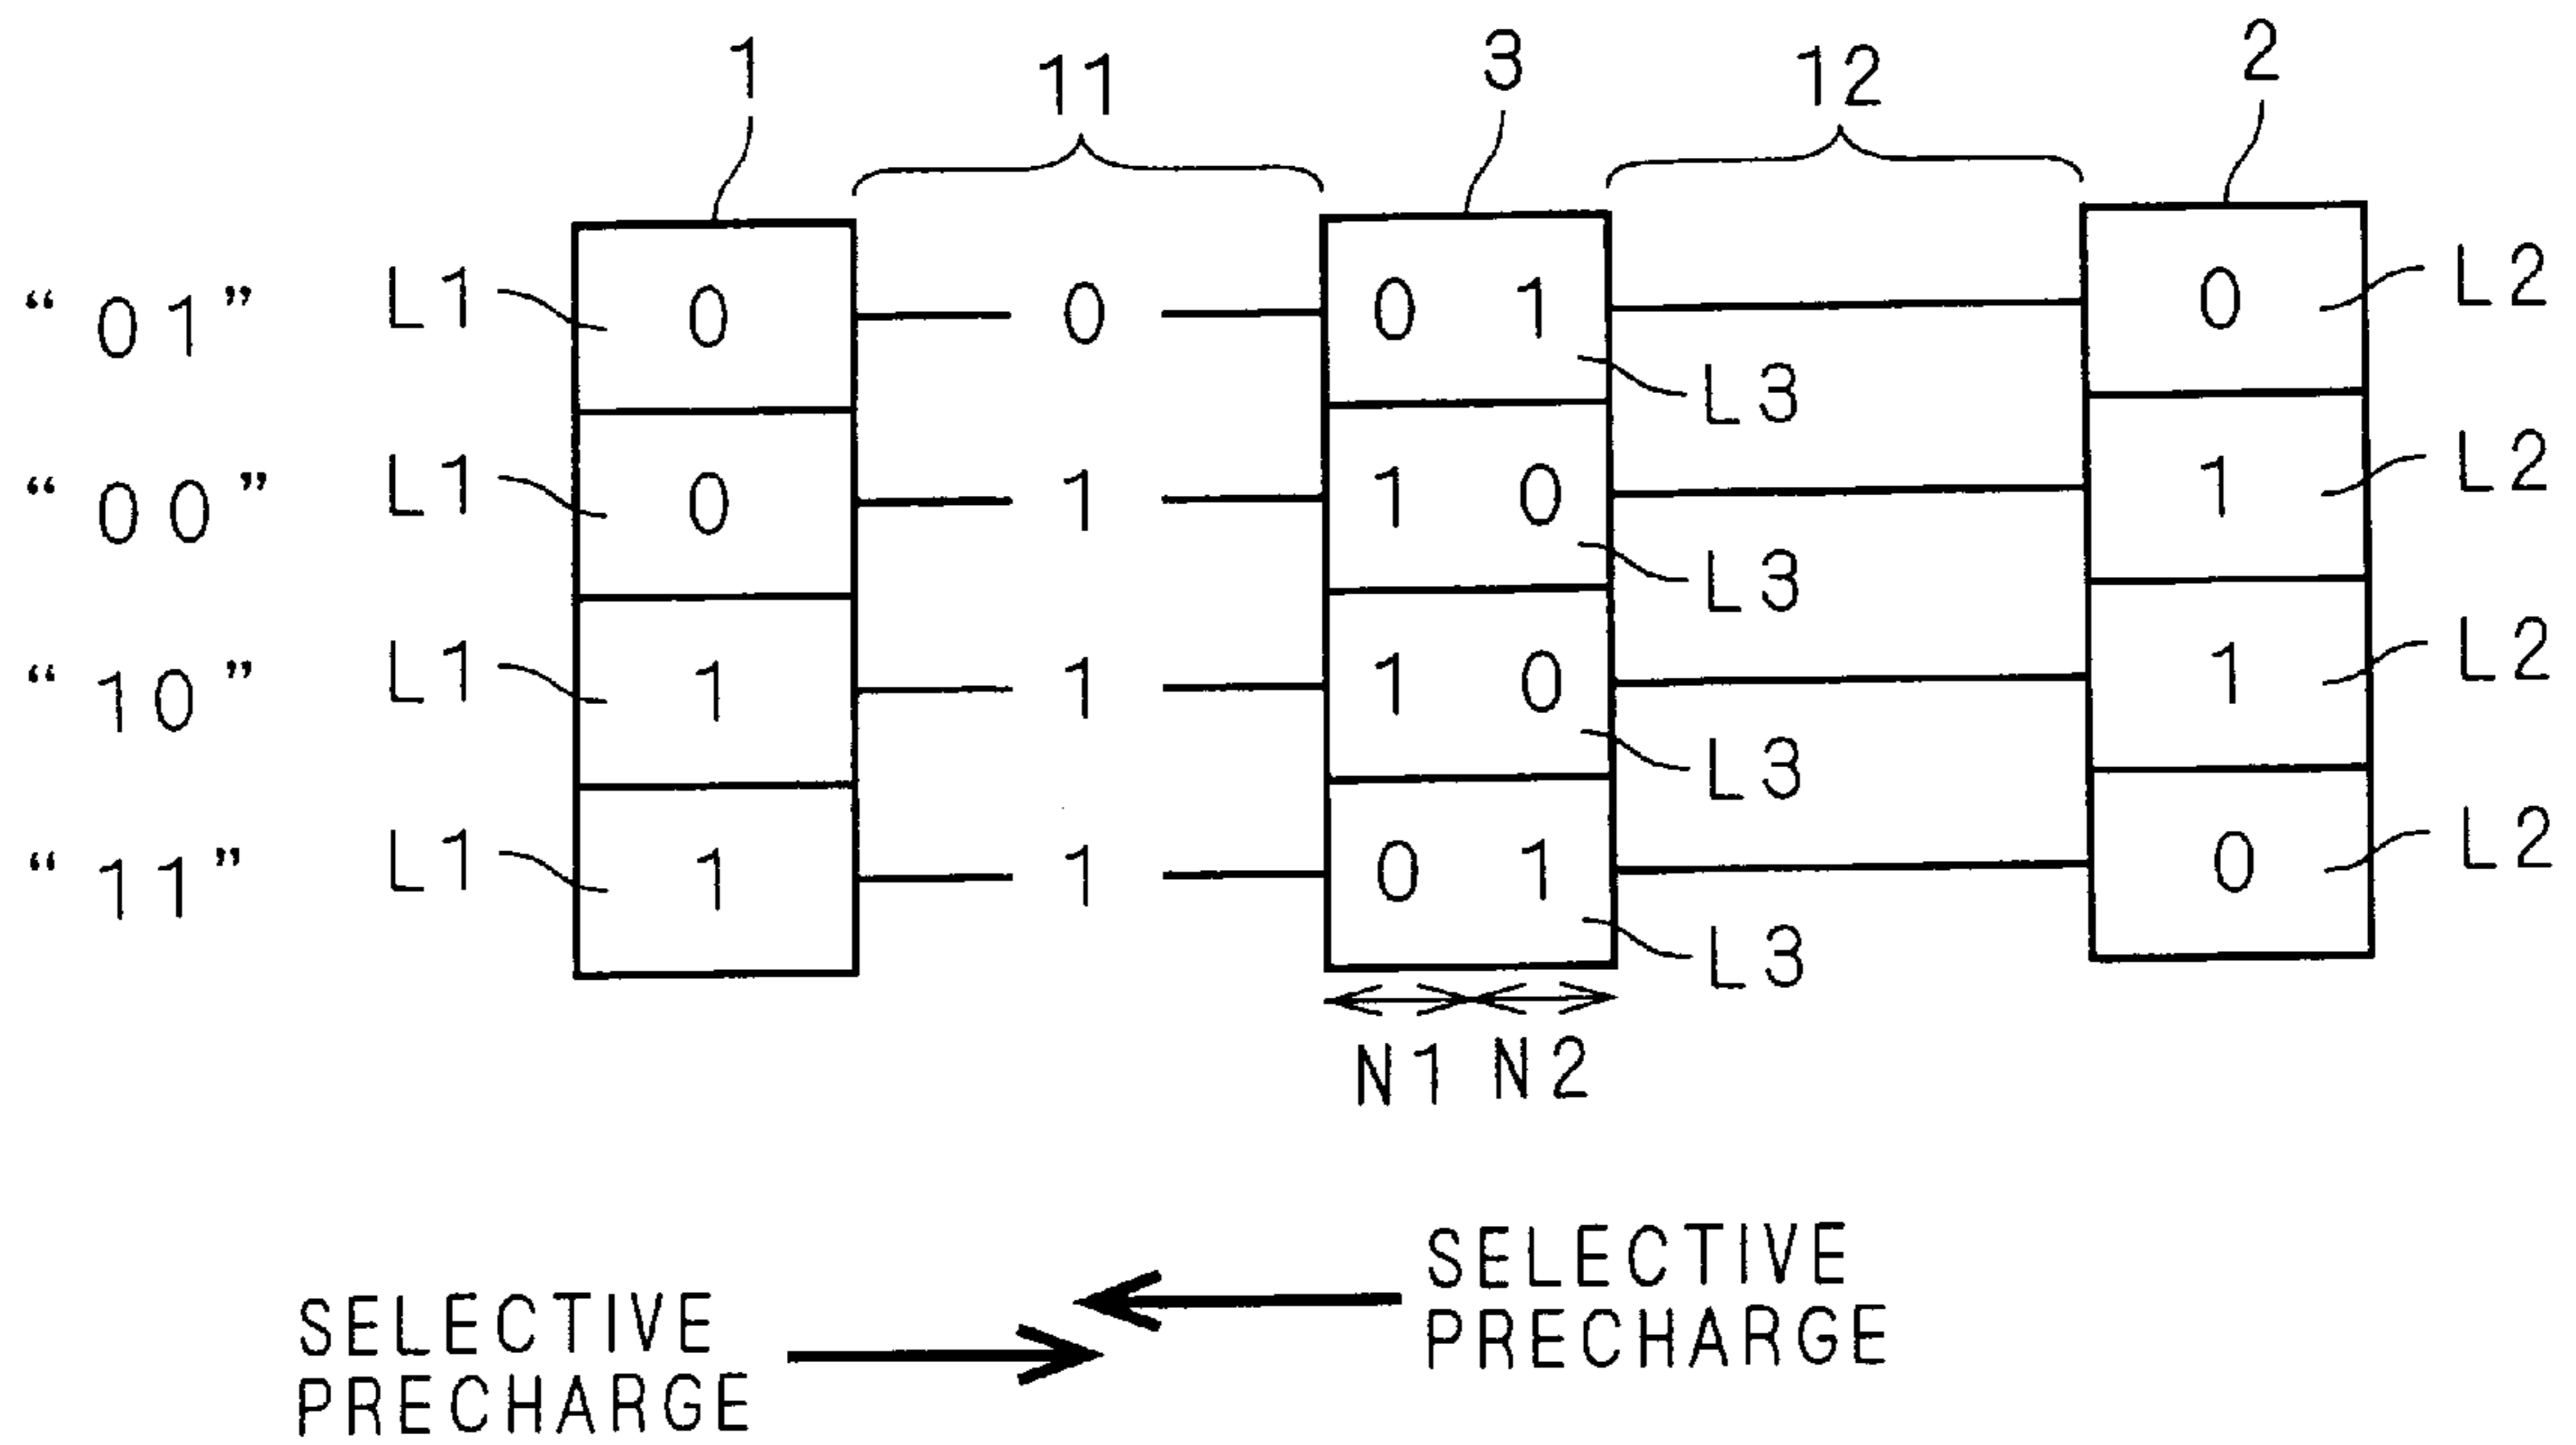 1 11 3 12 2
“01” L1 0 0 0 1 L3 0 L2
“00” L1 0 1 1 0 L3 1 L2
“10” L1 1 1 1 0 L3 1 L2
“11” L1 1 1 0 1 L3 0 L2
N1 N2
SELECTIVE
PRECHARGE
SELECTIVE
PRECHARGE